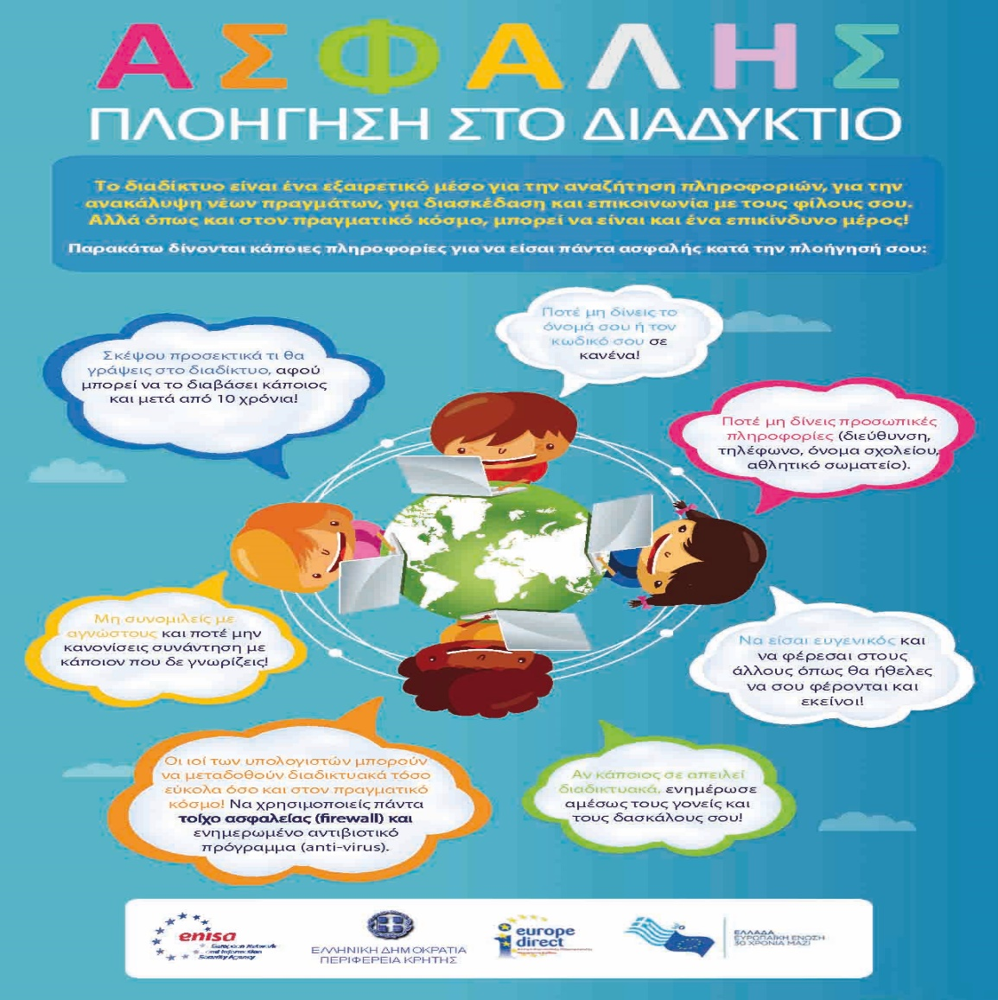 ΑΣΦΑΛΗΣ
ΠΛΟΗΓΗΣΗ ΣΤΟ ΔΙΑΔΥΚΤΙΟ
Το διαδίκτυο είναι ένα εξαιρετικό μέσο για την αναζήτηση πληροφοριών, για την
ανακάλυψη νέων πραγμάτων, για διασκέδαση και επικοινωνία με τους φίλους σου.
Αλλά όπως και στον πραγματικό κόσμο, μπορεί να είναι και ένα επικίνδυνο μέρος!
Παρακάτω δίνονται κάποιες πληροφορίες για να είσαι πάντα ασφαλής κατά την πλοήγησή σου:
Ποτέ μη δίνεις το
όνομά σου ή τον
κωδικό σου σε
κανένα!
Σκέψου προσεκτικά τι θα
γράψεις στο διαδίκτυο, αφού
μπορεί να το διαβάσει κάποιος
και μετά από 10 χρόνια!
Ποτέ μη δίνεις προσωπικές
πληροφορίες (διεύθυνση,
τηλέφωνο, όνομα σχολείου,
αθλητικό σωματείο).
Μη συνομιλείς με
αγνώστους και ποτέ μην
κανονίσεις συνάντηση με
κάποιον που δε γνωρίζεις!
Να είσαι ευγενικός και
να φέρεσαι στους
άλλους όπως θα ήθελες
να σου φέρονται και
εκείνοι!
Οι ιοί των υπολογιστών μπορούν
να μεταδοθούν διαδικτυακά τόσο
εύκολα όσο και στον πραγματικό
κόσμο! Να χρησιμοποιείς πάντα
τοίχο ασφαλείας (firewall) και
ενημερωμένο αντιβιοτικό
πρόγραμμα (anti-virus).
Αν κάποιος σε απειλεί
διαδικτυακά, ενημέρωσε
αμέσως τους γονείς και
τους δασκάλους σου!
enisa
European Network
and Information
Security Agency
ΕΛΛΗΝΙΚΗ ΔΗΜΟΚΡΑΤΙΑ
ΠΕΡΙΦΕΡΕΙΑ ΚΡΗΤΗΣ
europe
direct
ΕΛΛΑΔΑ
ΕΥΡΩΠΑΪΚΗ ΕΝΩΣΗ
30 ΧΡΟΝΙΑ ΜΑΖΙ